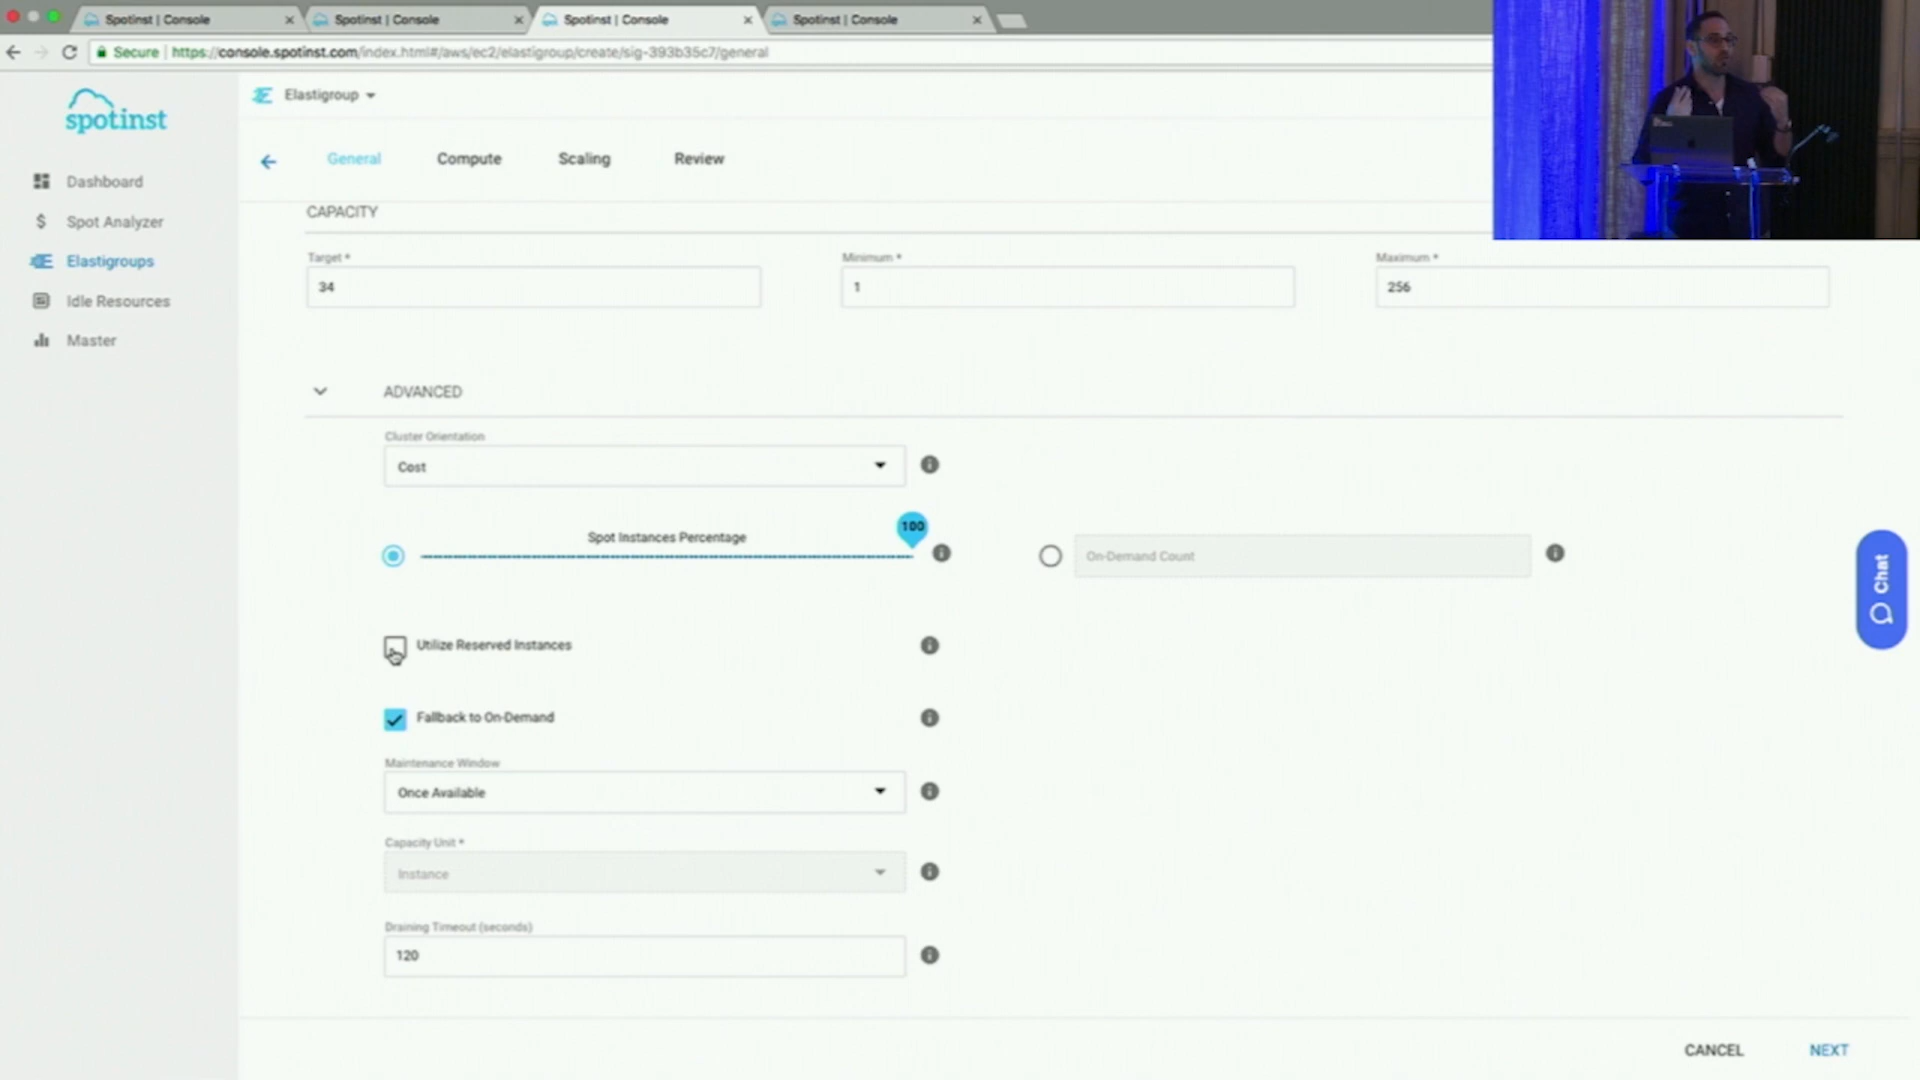 Spotinst | Console
Spotinst | Console
Spotinst | Console
Spotinst | Console
Secure
https://console.spotinst.com/index.html#/aws/ec2/elastigroup/create/sig-393b35c7/general
spotinst
Elastigroup
General
Compute
Scaling
Review
Dashboard
Spot Analyzer
Elastigroups
Idle Resources
Master
CAPACITY
Target *
Minimum *
Maximum *
34
1
256
ADVANCED
Cluster Orientation
Cost
Spot Instances Percentage
100
On-Demand Count
Utilize Reserved Instances
Fallback to On-Demand
Maintenance Window
Once Available
Capacity Unit *
Instance
Draining Timeout (seconds)
120
Chat
CANCEL
NEXT